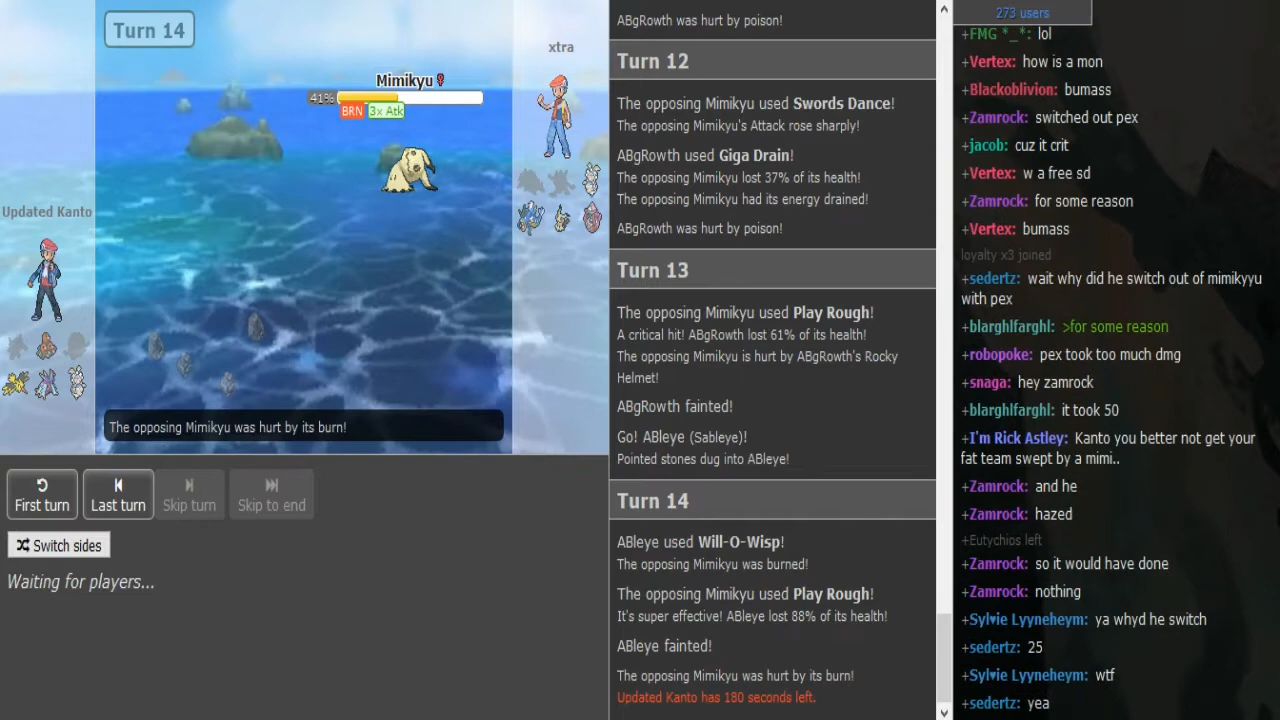 Turn 14
xtra
Mimikyu
41%
BRN 3x Atk
Updated Kanto
The opposing Mimikyu was hurt by its burn!
First turn
Last turn
Skip turn
Skip to end
Switch sides
Waiting for players...
ABgRowth was hurt by poison!
Turn 12
The opposing Mimikyu used Swords Dance!
The opposing Mimikyu's Attack rose sharply!
ABgRowth used Giga Drain!
The opposing Mimikyu lost 37% of its health!
The opposing Mimikyu had its energy drained!
ABgRowth was hurt by poison!
Turn 13
The opposing Mimikyu used Play Rough!
A critical hit! ABgRowth lost 61% of its health!
The opposing Mimikyu is hurt by ABgRowth's Rocky
Helmet!
ABgRowth fainted!
Go! ABleye (Sableye)!
Pointed stones dug into ABleye!
Turn 14
ABleye used Will-O-Wisp!
The opposing Mimikyu was burned!
The opposing Mimikyu used Play Rough!
It's super effective! ABleye lost 88% of its health!
ABleye fainted!
The opposing Mimikyu was hurt by its burn!
Updated Kanto has 180 seconds left.
273 users
+FMG *_*: lol
+Vertex: how is a mon
+Blackoblivion: bumass
+Zamrock: switched out pex
+jacob: cuz it crit
+Vertex: w a free sd
+Zamrock: for some reason
+Vertex: bumass
loyalty x3 joined
+sedertz: wait why did he switch out of mimikyyu
with pex
+blarghlfarghl: >for some reason
+robopoke: pex took too much dmg
+snaga: hey zamrock
+blarghlfarghl: it took 50
+I'm Rick Astley: Kanto you better not get your
fat team swept by a mimi..
+Zamrock: and he
+Zamrock: hazed
+Eutychios left
+Zamrock: so it would have done
+Zamrock: nothing
+Syl♥ie Lyyneheym: ya whyd he switch
+sedertz: 25
+Syl♥ie Lyyneheym: wtf
+sedertz: yea